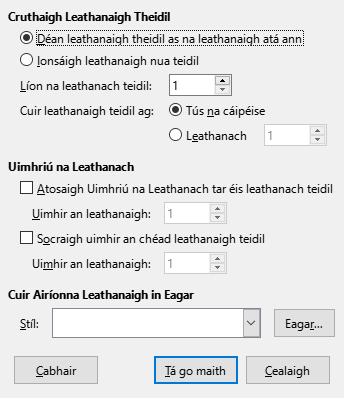 Cruthaigh Leathanaigh Theidil
Déan leathanaigh theidil as na leathanaigh atá ann
Ionsáigh leathanaigh nua teidil
Líon na leathanach teidil: 1
Cuir leathanaigh teidil ag: Tús na cáipéise
Leathanach 1
Uimhriú na Leathanach
Atosaigh Uimhriú na Leathanach tar éis leathanach teidil
Uimhir an leathanaigh: 1
Socraigh uimhir an chéad leathanaigh teidil
Uimhir an leathanaigh: 1
Cuir Airíonna Leathanaigh in Eagar
Stíl: Eagar...
Cabhair Tá go maith Cealaigh